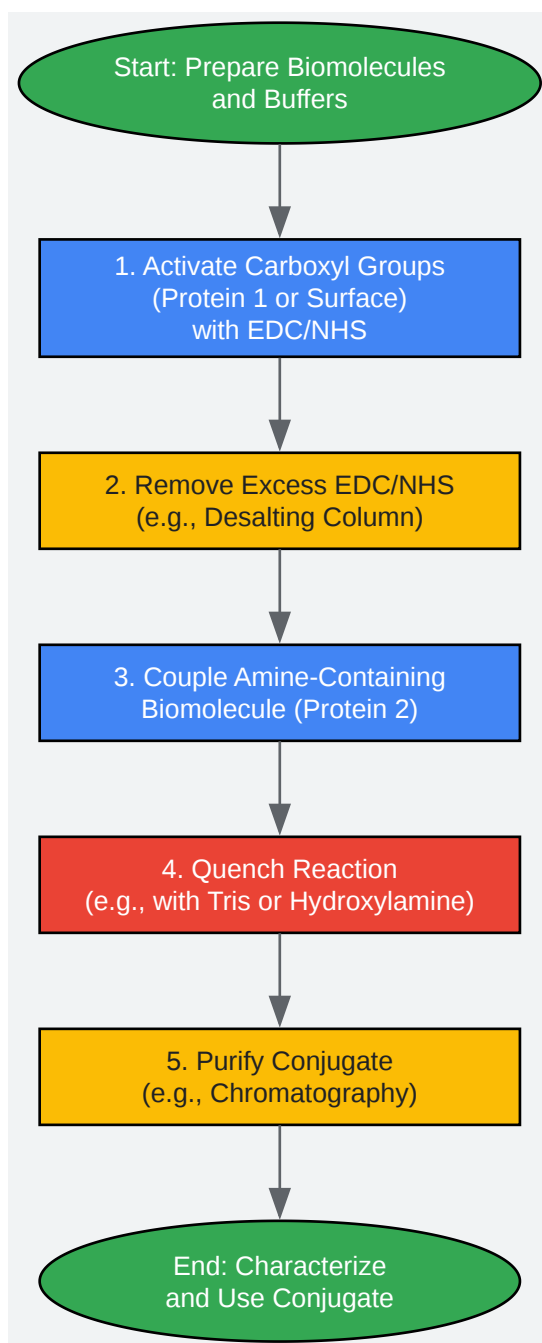 Start: Prepare Biomolecules
and Buffers
1. Activate Carboxyl Groups
(Protein 1 or Surface)
with EDC/NHS
2. Remove Excess EDC/NHS
(e.g., Desalting Column)
3. Couple Amine-Containing
Biomolecule (Protein 2)
4. Quench Reaction
(e.g., with Tris or Hydroxylamine)
5. Purify Conjugate
(e.g., Chromatography)
End: Characterize
and Use Conjugate